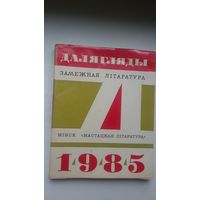 ДАЛЯГЛЯДЫ
ЗАМЕЖНАЯ ЛІТАРАТУРА
МІНСК «МАСТАЦКАЯ ЛІТАРАТУРА»
1985